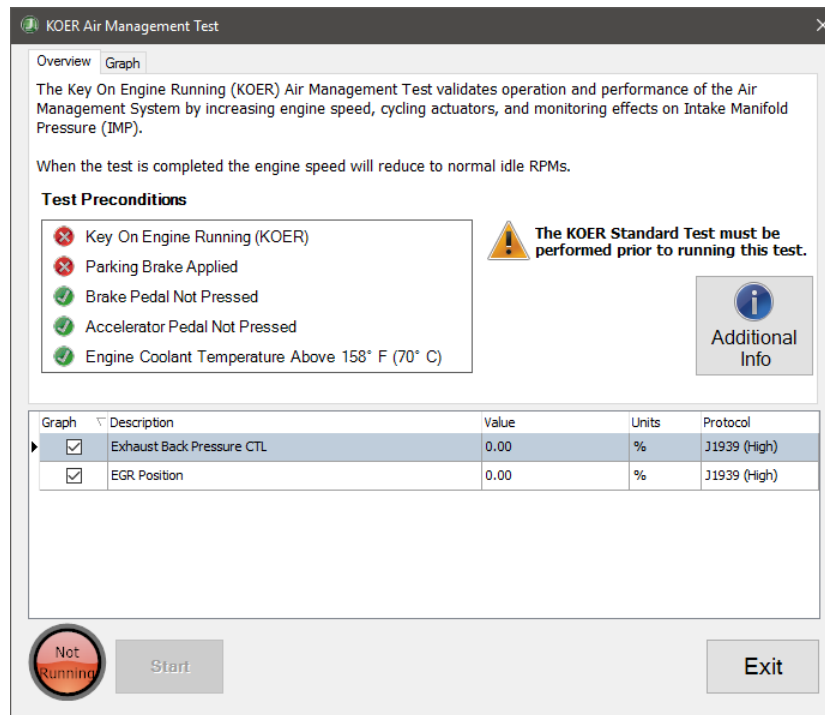 KOER Air Management Test
Overview Graph
The Key On Engine Running (KOER) Air Management Test validates operation and performance of the Air
Management System by increasing engine speed, cycling actuators, and monitoring effects on Intake Manifold
Pressure (IMP).
When the test is completed the engine speed will reduce to normal idle RPMs.
Test Preconditions
Key On Engine Running (KOER)
Parking Brake Applied
Brake Pedal Not Pressed
Accelerator Pedal Not Pressed
Engine Coolant Temperature Above 158° F (70° C)
The KOER Standard Test must be
performed prior to running this test.
Additional
Info
Graph Description Value Units Protocol
Exhaust Back Pressure CTL 0.00 % J1939 (High)
EGR Position 0.00 % J1939 (High)
Not
Running
Start
Exit